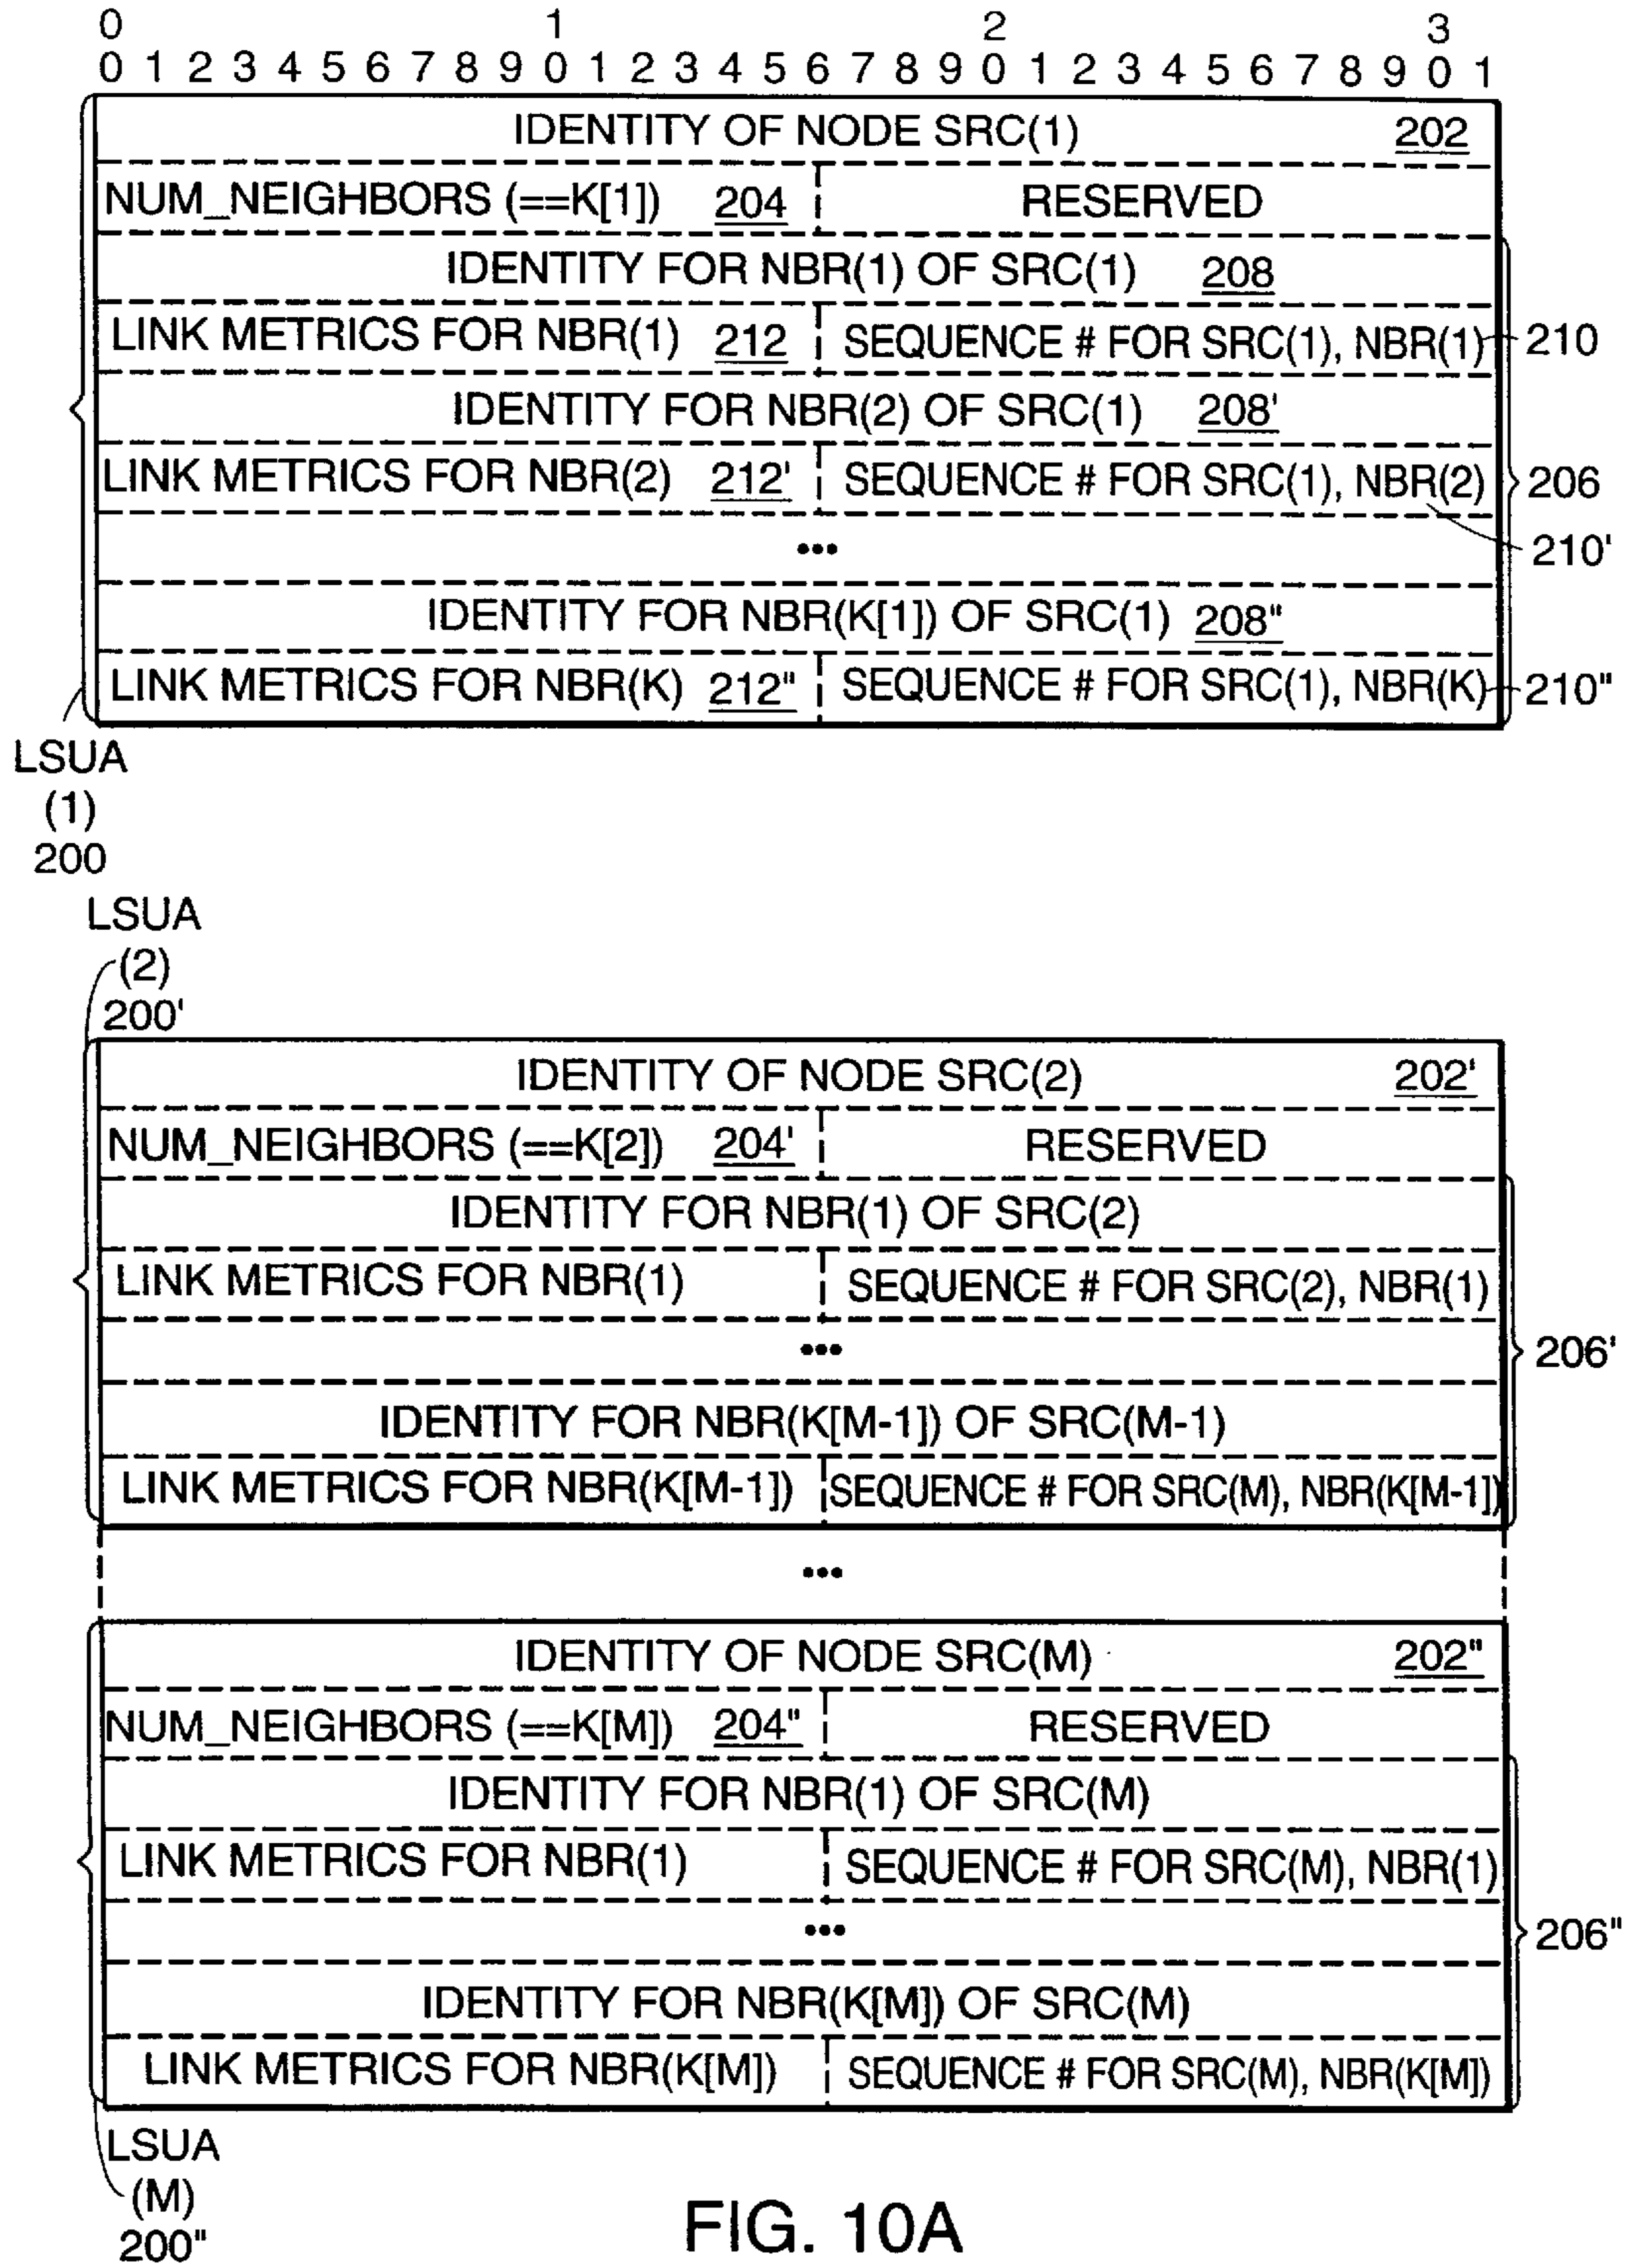 0 1 2 3
0 1 2 3 4 5 6 7 8 9 0 1 2 3 4 5 6 7 8 9 0 1 2 3 4 5 6 7 8 9 0 1
IDENTITY OF NODE SRC(1) 202
NUM_NEIGHBORS (==K[1]) 204 RESERVED
IDENTITY FOR NBR(1) OF SRC(1) 208
LINK METRICS FOR NBR(1) 212 SEQUENCE # FOR SRC(1), NBR(1) 210
IDENTITY FOR NBR(2) OF SRC(1) 208'
LINK METRICS FOR NBR(2) 212' SEQUENCE # FOR SRC(1), NBR(2) 206
••• 210'
IDENTITY FOR NBR(K[1]) OF SRC(1) 208"
LINK METRICS FOR NBR(K) 212" SEQUENCE # FOR SRC(1), NBR(K) 210"
LSUA
(1)
200
LSUA
(2)
200'
IDENTITY OF NODE SRC(2) 202'
NUM_NEIGHBORS (==K[2]) 204' RESERVED
IDENTITY FOR NBR(1) OF SRC(2)
LINK METRICS FOR NBR(1) SEQUENCE # FOR SRC(2), NBR(1)
••• 206'
IDENTITY FOR NBR(K[M-1]) OF SRC(M-1)
LINK METRICS FOR NBR(K[M-1]) SEQUENCE # FOR SRC(M), NBR(K[M-1])
•••
IDENTITY OF NODE SRC(M) 202"
NUM_NEIGHBORS (==K[M]) 204" RESERVED
IDENTITY FOR NBR(1) OF SRC(M)
LINK METRICS FOR NBR(1) SEQUENCE # FOR SRC(M), NBR(1)
••• 206"
IDENTITY FOR NBR(K[M]) OF SRC(M)
LINK METRICS FOR NBR(K[M]) SEQUENCE # FOR SRC(M), NBR(K[M])
LSUA
(M)
200"
FIG. 10A